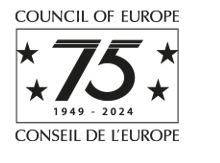 COUNCIL OF EUROPE
75
1949 - 2024
CONSEIL DE L'EUROPE